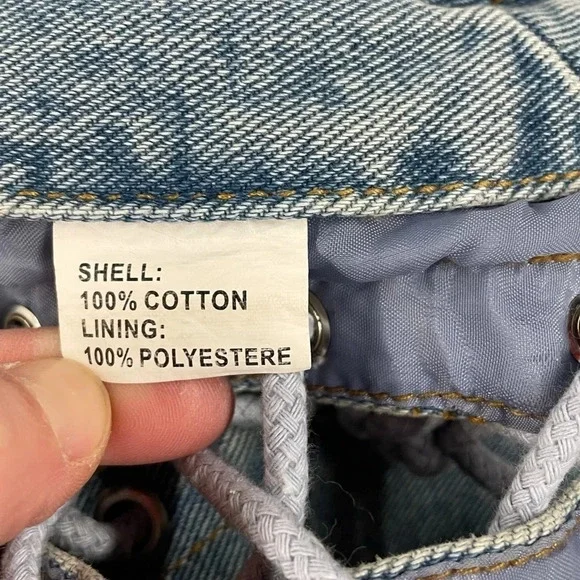 SHELL:
100% COTTON
LINING:
100% POLYESTERE